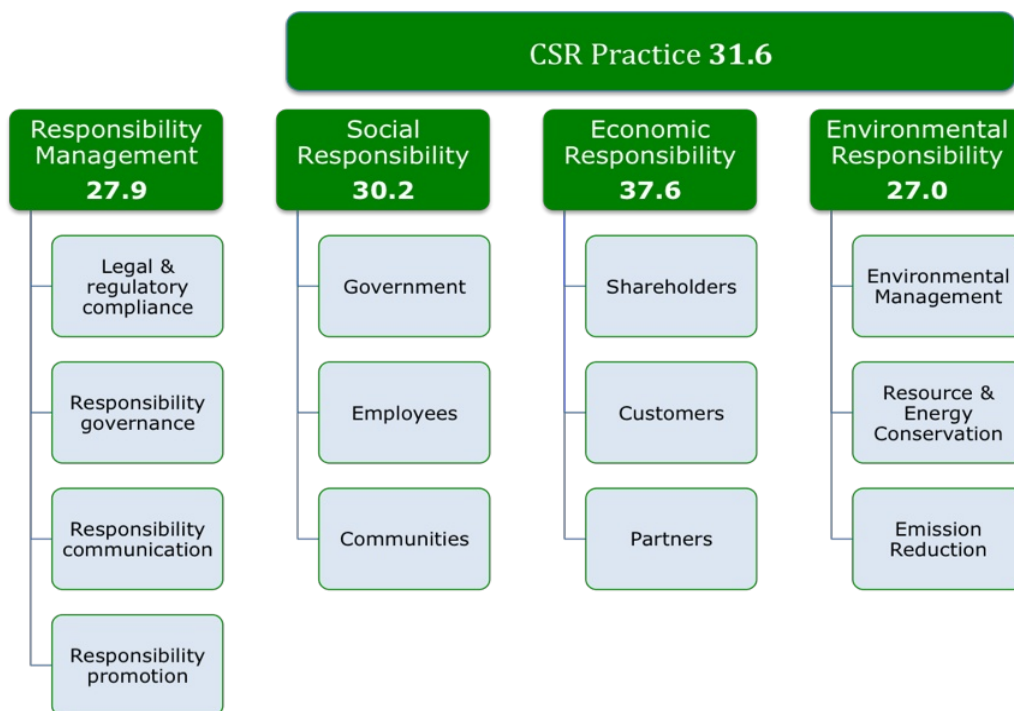 CSR Practice 31.6
Responsibility
Management
27.9
Legal &
regulatory
compliance
Responsibility
governance
Responsibility
communication
Responsibility
promotion
Social
Responsibility
30.2
Government
Employees
Communities
Economic
Responsibility
37.6
Shareholders
Customers
Partners
Environmental
Responsibility
27.0
Environmental
Management
Resource &
Energy
Conservation
Emission
Reduction